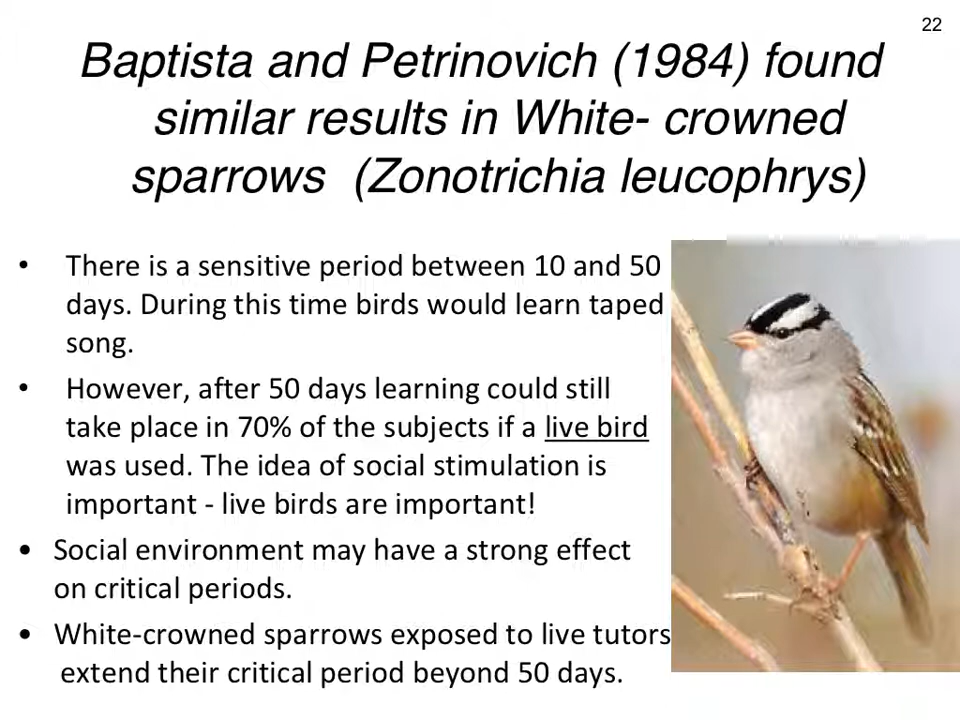 22
Baptista and Petrinovich (1984) found
similar results in White- crowned
sparrows (Zonotrichia leucophrys)
• There is a sensitive period between 10 and 50
days. During this time birds would learn taped
song.
• However, after 50 days learning could still
take place in 70% of the subjects if a live bird
was used. The idea of social stimulation is
important - live birds are important!
• Social environment may have a strong effect
on critical periods.
• White-crowned sparrows exposed to live tutors
extend their critical period beyond 50 days.